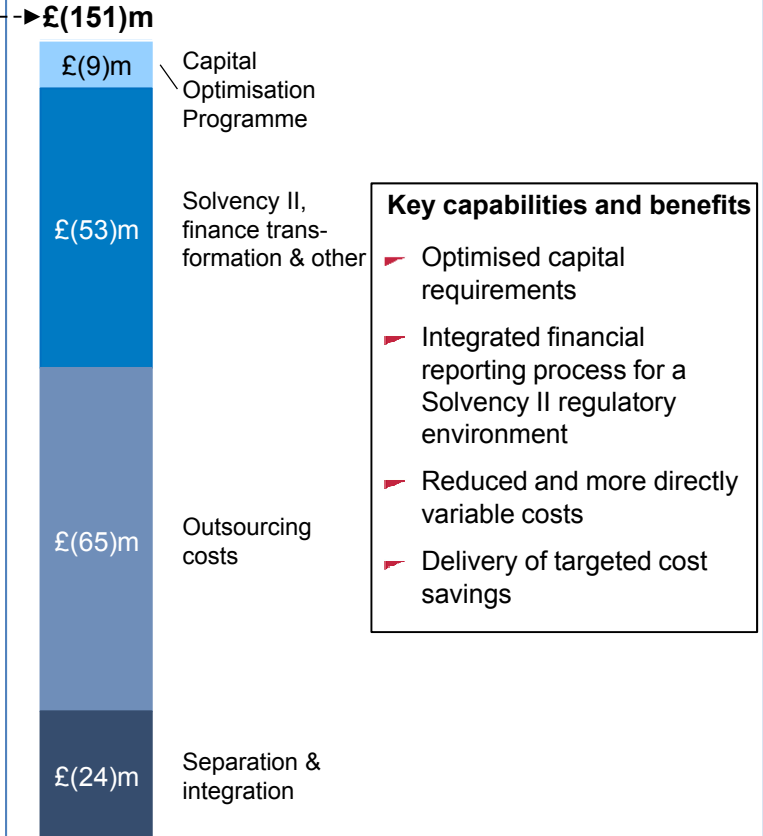 £(151)m
£(9)m
Capital
Optimisation
Programme
£(53)m
Solvency II,
finance trans-
formation & other
£(65)m
Outsourcing
costs
£(24)m
Separation &
integration
Key capabilities and benefits
Optimised capital
requirements
Integrated financial
reporting process for a
Solvency II regulatory
environment
Reduced and more directly
variable costs
Delivery of targeted cost
savings